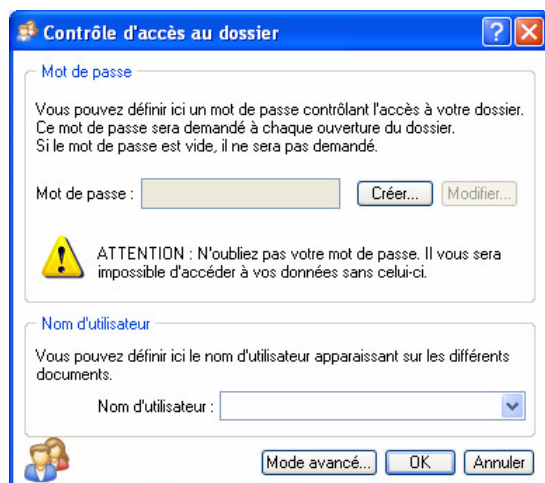 Contrôle d'accès au dossier
Mot de passe
Vous pouvez définir ici un mot de passe contrôlant l'accès à votre dossier.
Ce mot de passe sera demandé à chaque ouverture du dossier.
Si le mot de passe est vide, il ne sera pas demandé.
Mot de passe : Créer... Modifier...
ATTENTION : N'oubliez pas votre mot de passe. Il vous sera
impossible d'accéder à vos données sans celui-ci.
Nom d'utilisateur
Vous pouvez définir ici le nom d'utilisateur apparaissant sur les différents
documents.
Nom d'utilisateur :
Mode avancé... OK Annuler